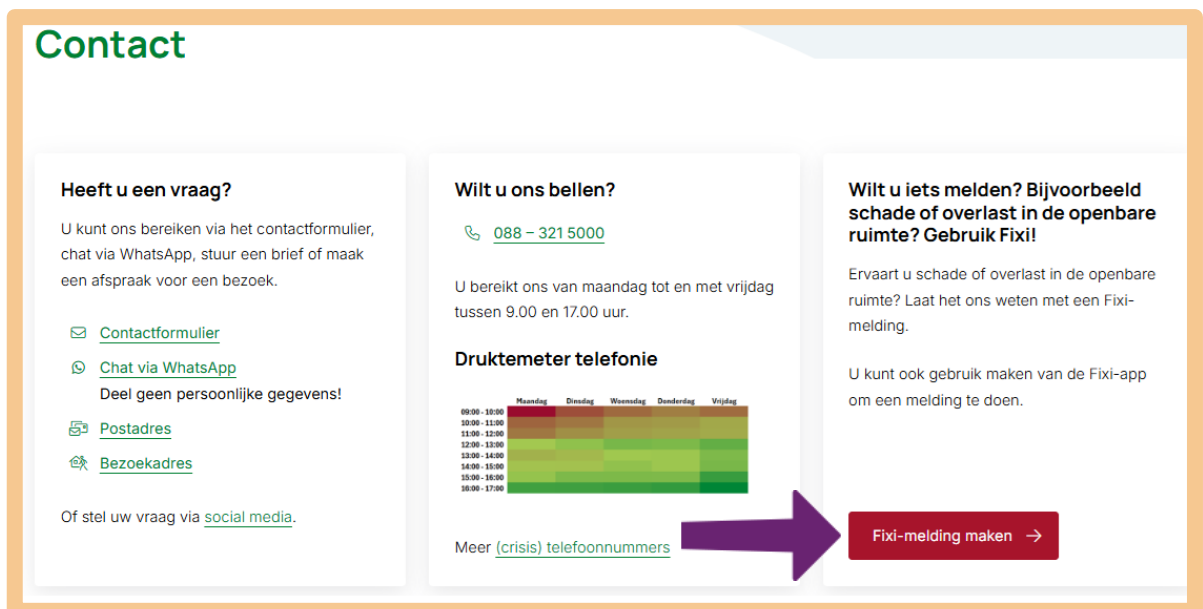 Contact
Heeft u een vraag?
U kunt ons bereiken via het contactformulier,
chat via WhatsApp, stuur een brief of maak
een afspraak voor een bezoek.
Contactformulier
Chat via WhatsApp
Deel geen persoonlijke gegevens!
Postadres
Bezoekadres
Of stel uw vraag via social media.
Wilt u ons bellen?
088 – 321 5000
U bereikt ons van maandag tot en met vrijdag
tussen 9.00 en 17.00 uur.
Druktemeter telefonie
Maandag Dinsdag Woensdag Donderdag Vrijdag
09:00 - 10:00
10:00 - 11:00
11:00 - 12:00
12:00 - 13:00
13:00 - 14:00
14:00 - 15:00
15:00 - 16:00
16:00 - 17:00
Meer (crisis) telefoonnummers
Wilt u iets melden? Bijvoorbeeld
schade of overlast in de openbare
ruimte? Gebruik Fixi!
Ervaart u schade of overlast in de openbare
ruimte? Laat het ons weten met een Fixi-
melding.
U kunt ook gebruik maken van de Fixi-app
om een melding te doen.
Fixi-melding maken